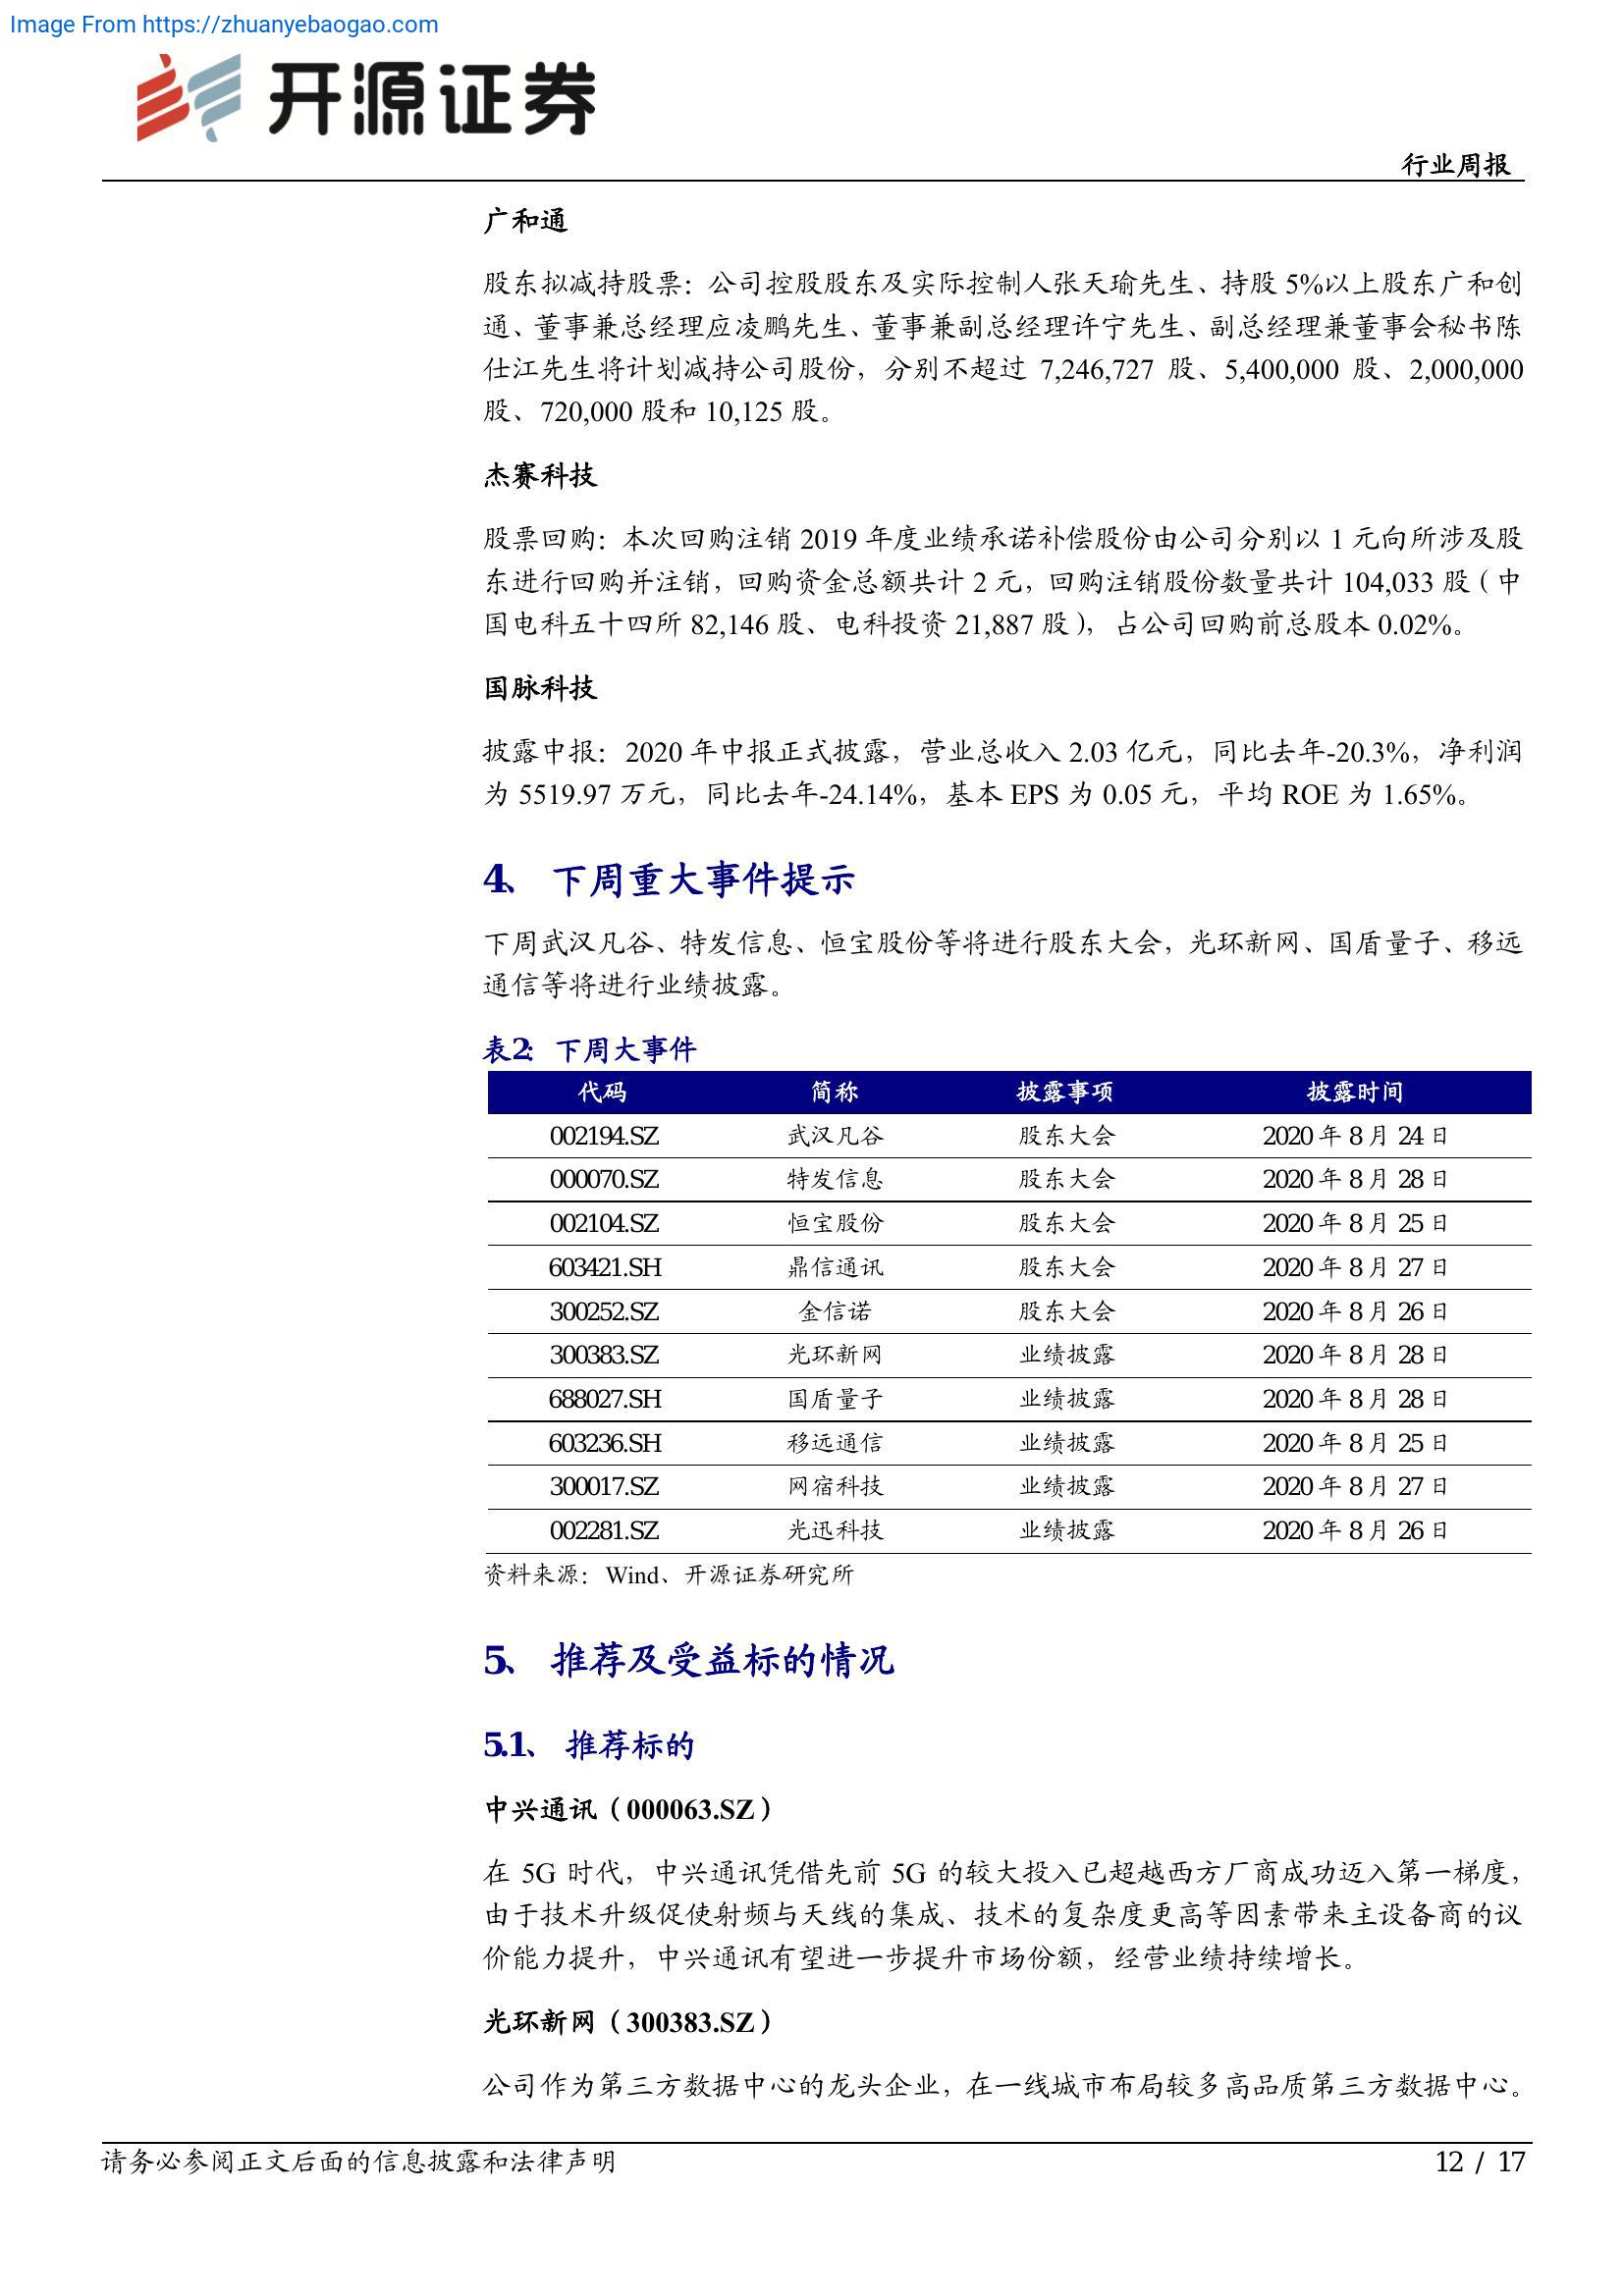 Image From https://zhuanyebaogao.com
开源证券
行业周报
广和通
股东拟减持股票：公司控股股东及实际控制人张天瑜先生、持股 5%以上股东广和创
通、董事兼总经理应凌鹏先生、董事兼副总经理许宁先生、副总经理兼董事会秘书陈
仕江先生将计划减持公司股份，分别不超过 7,246,727 股、5,400,000 股、2,000,000
股、720,000 股和 10,125 股。
杰赛科技
股票回购：本次回购注销 2019 年度业绩承诺补偿股份由公司分别以 1 元向所涉及股
东进行回购并注销，回购资金总额共计 2 元，回购注销股份数量共计 104,033 股（中
国电科五十四所 82,146 股、电科投资 21,887 股），占公司回购前总股本 0.02%。
国脉科技
披露中报：2020 年中报正式披露，营业总收入 2.03 亿元，同比去年-20.3%，净利润
为 5519.97 万元，同比去年-24.14%，基本 EPS 为 0.05 元，平均 ROE 为 1.65%。
4、 下周重大事件提示
下周武汉凡谷、特发信息、恒宝股份等将进行股东大会，光环新网、国盾量子、移远
通信等将进行业绩披露。
表2： 下周大事件
代码 简称 披露事项 披露时间
002194.SZ 武汉凡谷 股东大会 2020 年 8 月 24 日
000070.SZ 特发信息 股东大会 2020 年 8 月 28 日
002104.SZ 恒宝股份 股东大会 2020 年 8 月 25 日
603421.SH 鼎信通讯 股东大会 2020 年 8 月 27 日
300252.SZ 金信诺 股东大会 2020 年 8 月 26 日
300383.SZ 光环新网 业绩披露 2020 年 8 月 28 日
688027.SH 国盾量子 业绩披露 2020 年 8 月 28 日
603236.SH 移远通信 业绩披露 2020 年 8 月 25 日
300017.SZ 网宿科技 业绩披露 2020 年 8 月 27 日
002281.SZ 光迅科技 业绩披露 2020 年 8 月 26 日
资料来源：Wind、开源证券研究所
5、 推荐及受益标的情况
5.1、 推荐标的
中兴通讯（000063.SZ）
在 5G 时代，中兴通讯凭借先前 5G 的较大投入已超越西方厂商成功迈入第一梯度，
由于技术升级促使射频与天线的集成、技术的复杂度更高等因素带来主设备商的议
价能力提升，中兴通讯有望进一步提升市场份额，经营业绩持续增长。
光环新网（300383.SZ）
公司作为第三方数据中心的龙头企业，在一线城市布局较多高品质第三方数据中心。
请务必参阅正文后面的信息披露和法律声明 12 / 17